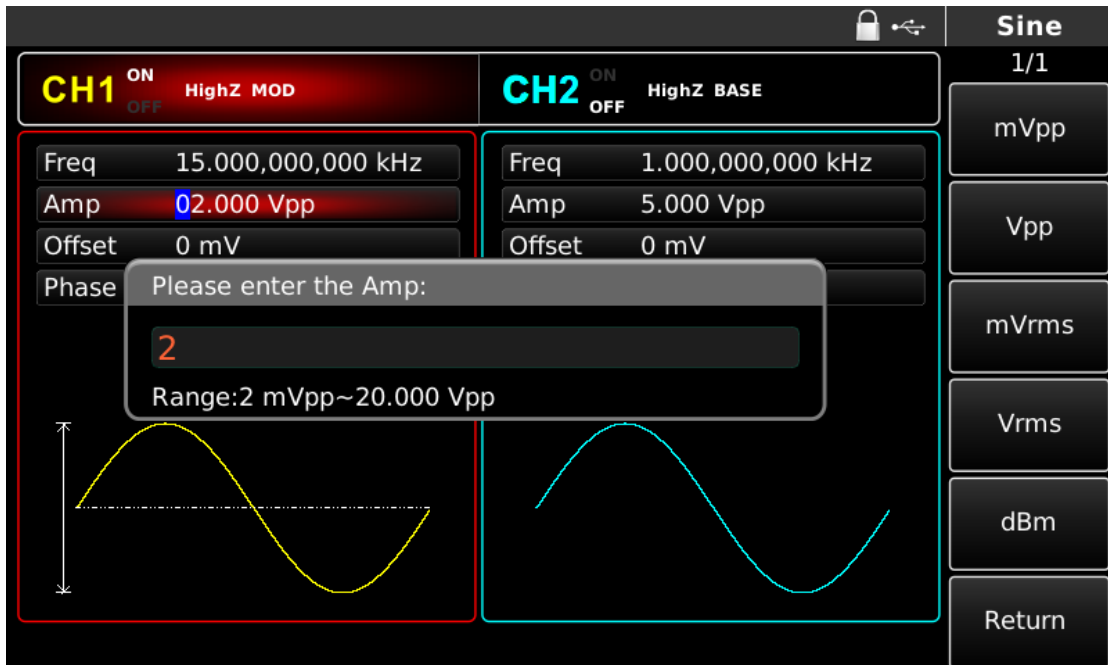 Sine
1/1
CH1 ON OFF HighZ MOD
CH2 ON OFF HighZ BASE
Freq 15.000,000,000 kHz
Amp 02.000 Vpp
Offset 0 mV
Phase
Freq 1.000,000,000 kHz
Amp 5.000 Vpp
Offset 0 mV
Please enter the Amp:
2
Range:2 mVpp~20.000 Vpp
mVpp
Vpp
mVrms
Vrms
dBm
Return